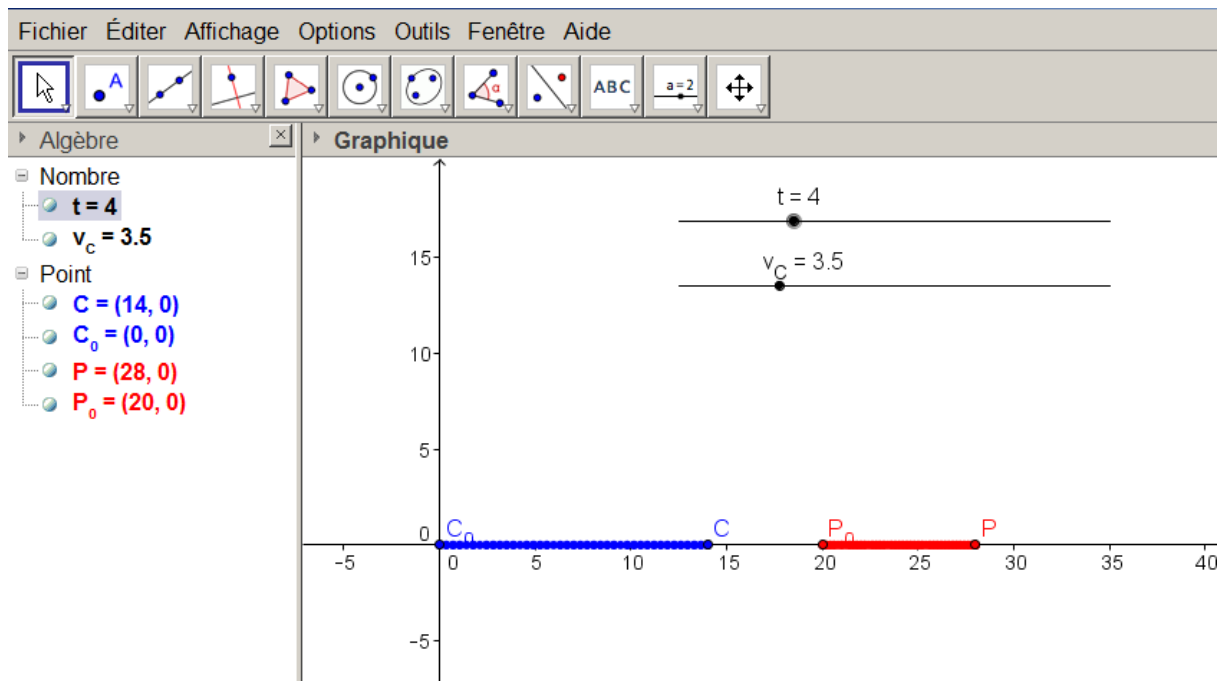 Fichier Éditer Affichage Options Outils Fenêtre Aide
A α ABC a=2
Algèbre
Graphique
Nombre
t = 4
v_C = 3.5
Point
C = (14, 0)
C_0 = (0, 0)
P = (28, 0)
P_0 = (20, 0)
t = 4
v_C = 3.5
15
10
5
0
C_0 C P_0 P
-5 0 5 10 15 20 25 30 35 40
-5